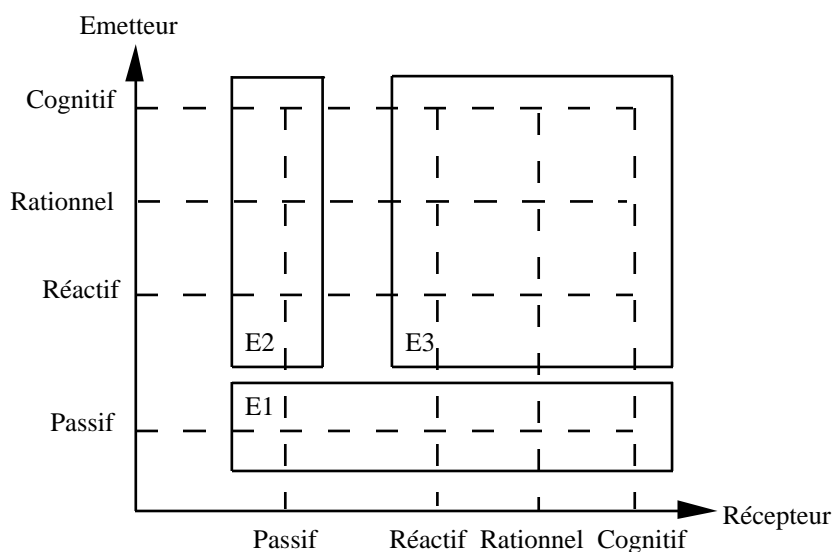 Emetteur
Cognitif
Rationnel
Réactif
E2
E3
E1
Passif
Récepteur
Passif
Réactif
Rationnel
Cognitif